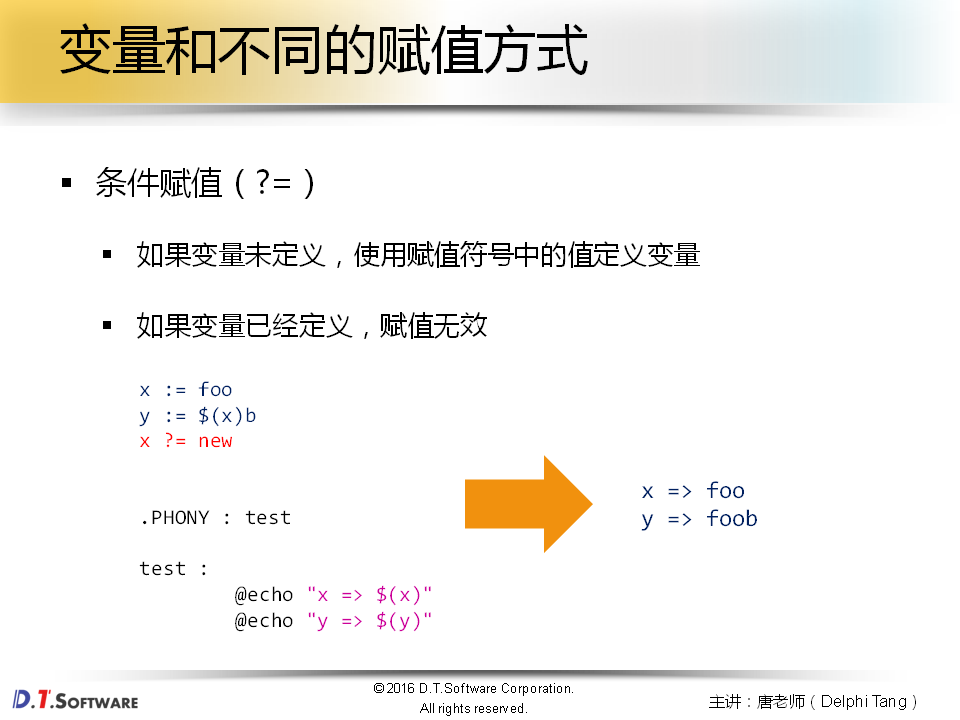 变量和不同的赋值方式
▪ 条件赋值（?=）
▪ 如果变量未定义，使用赋值符号中的值定义变量
▪ 如果变量已经定义，赋值无效
x := foo
y := $(x)b
x ?= new
.PHONY : test
test :
@echo "x => $(x)"
@echo "y => $(y)"
x => foo
y => foob
D.T.SOFTWARE
©2016 D.T.Software Corporation.
All rights reserved.
主讲：唐老师（Delphi Tang）